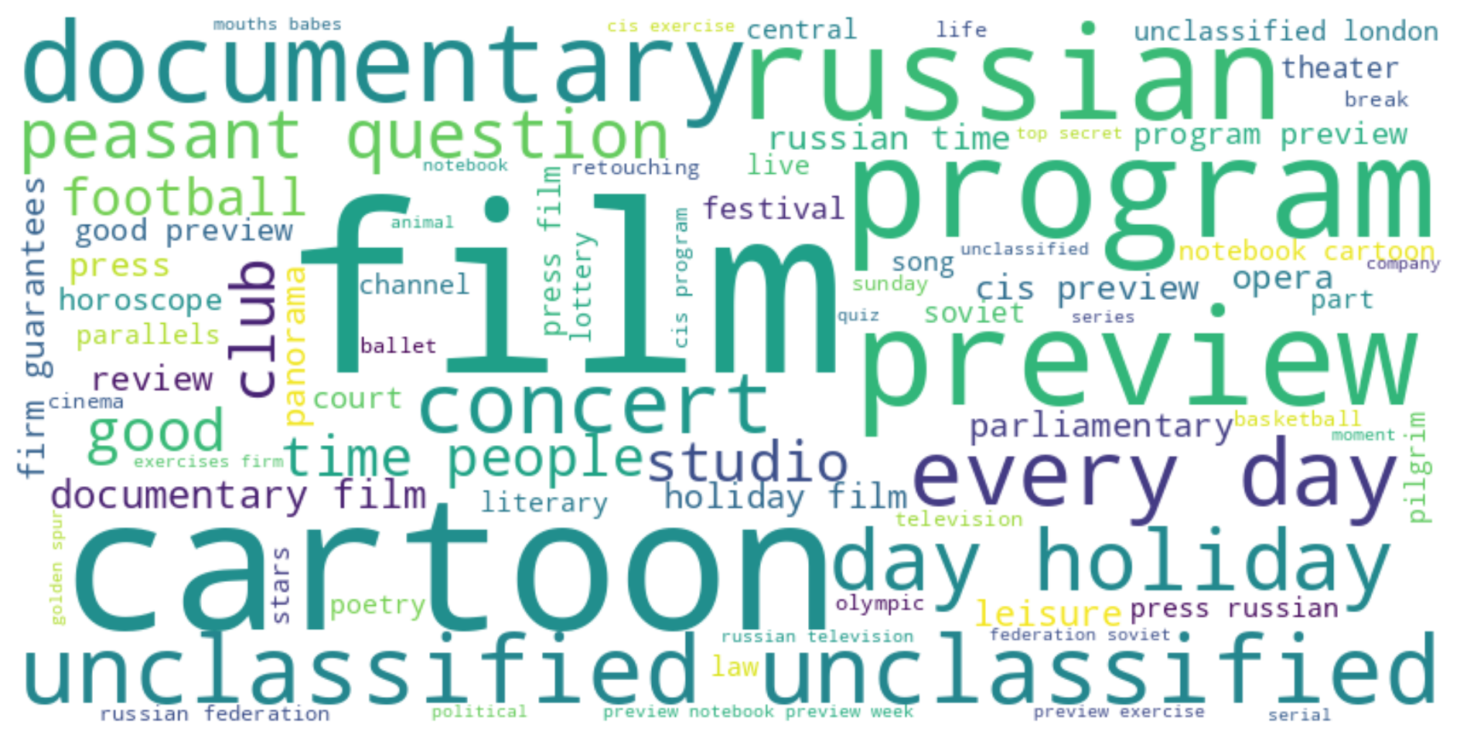 mouths babes
cis exercise
central
life
unclassified london
documentary
russian
theater
break
peasant question
russian time
top secret
program preview
notebook
retouching
live
program
football
firm guarantees
good preview
film
animal
press film
lottery
cis program
festival
song
unclassified
notebook cartoon
company
press
club
panorama
channel
sunday
cis preview
opera
part
horoscope
parallels
ballet
quiz
soviet
series
preview
review
cinema
court
concert
good
exercises firm
time people
studio
parliamentary
basketball
moment
pilgrim
every day
documentary film
literary
holiday film
television
golden spur
cartoon
stars
poetry
day holiday
olympic
leisure
press russian
unclassified unclassified
russian television
law
federation soviet
russian federation
political
preview notebook
preview week
preview exercise
serial